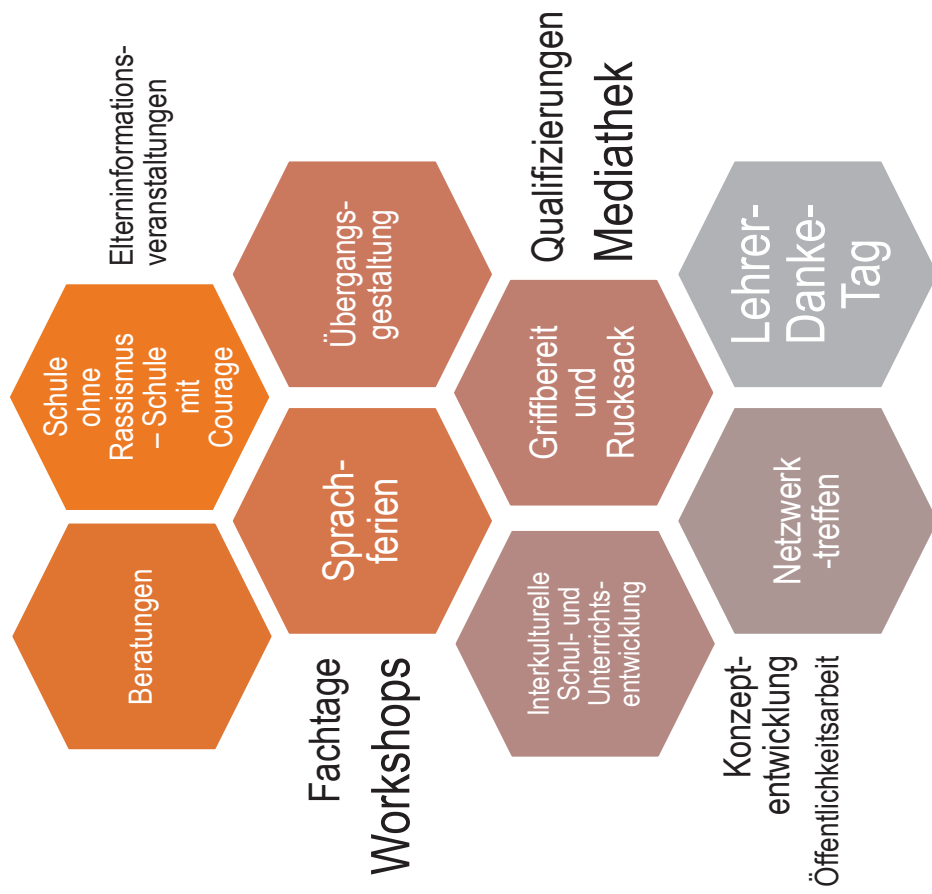 Beratungen
Schule
ohne
Rassismus
– Schule
mit
Courage
Elterninformations-
veranstaltungen
Fachtage
Workshops
Sprach-
ferien
Übergangs-
gestaltung
Interkulturelle
Schul- und
Unterrichts-
entwicklung
Griffbereit
und
Rucksack
Qualifizierungen
Mediathek
Konzept-
entwicklung
Öffentlichkeitsarbeit
Netzwerk
-treffen
Lehrer-
Danke-
Tag